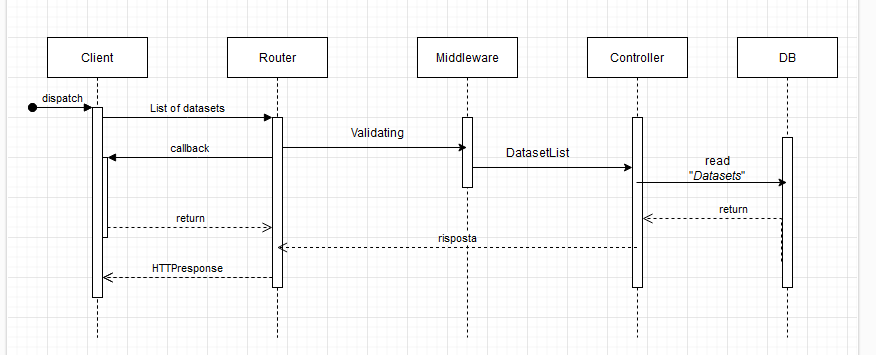 Client
Router
Middleware
Controller
DB
dispatch
List of datasets
Validating
callback
DatasetList
read
"Datasets"
return
return
risposta
HTTPresponse